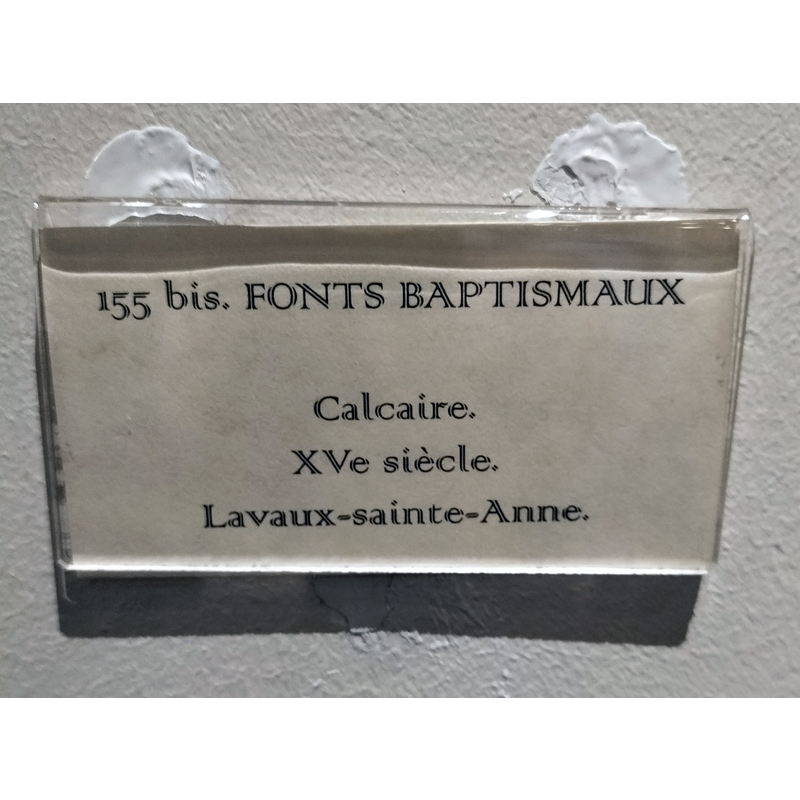 155 bis. FONTS BAPTISMAUX
Calcaire.
XVe siècle.
Lavaux-sainte-Anne.